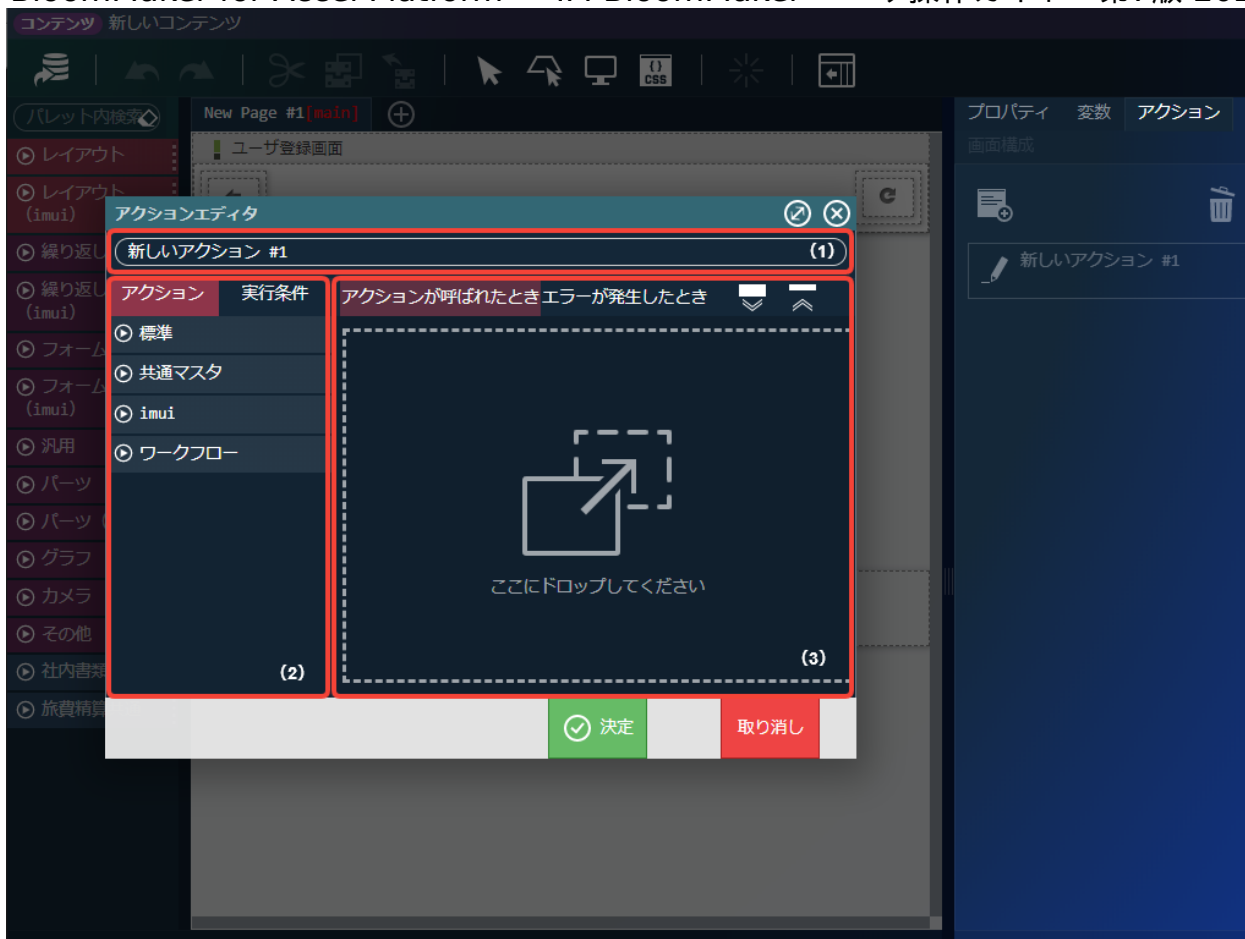 コンテンツ 新しいコンテンツ
CSS
パレット内検索
New Page #1[main]
プロパティ 変数 アクション
画面構成
レイアウト
ユーザ登録画面
レイアウト
(imui)
アクションエディタ
繰り返し
新しいアクション #1 (1)
新しいアクション #1
繰り返し
(imui)
アクション 実行条件
アクションが呼ばれたとき エラーが発生したとき
標準
フォーム
共通マスタ
フォーム
(imui)
imui
汎用
ワークフロー
パーツ
パーツ
グラフ
ここにドロップしてください
カメラ
その他
社内書類
(2)
(3)
旅費精算
決定
取り消し